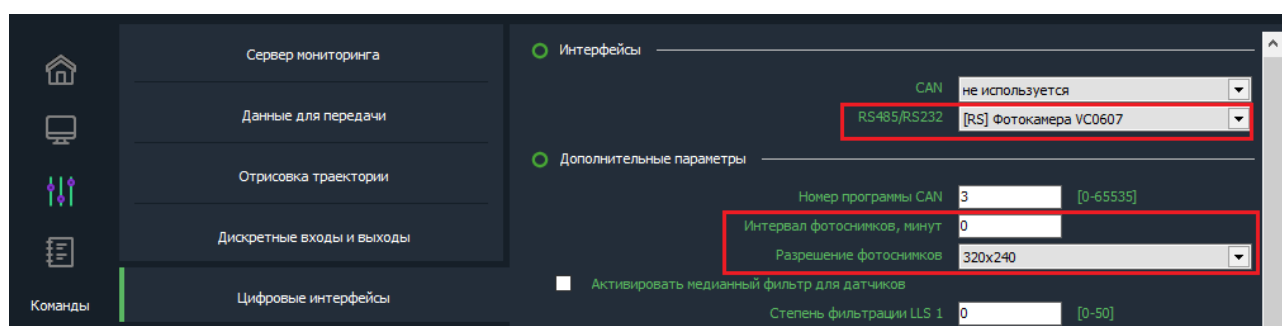 Сервер мониторинга
Данные для передачи
Отрисовка траектории
Дискретные входы и выходы
Команды
Цифровые интерфейсы
Интерфейсы
CAN не используется
RS485/RS232 [RS] Фотокамера VC0607
Дополнительные параметры
Номер программы CAN 3 [0-65535]
Интервал фотоснимков, минут 0
Разрешение фотоснимков 320x240
Активировать медианный фильтр для датчиков
Степень фильтрации LLS 1 0 [0-50]